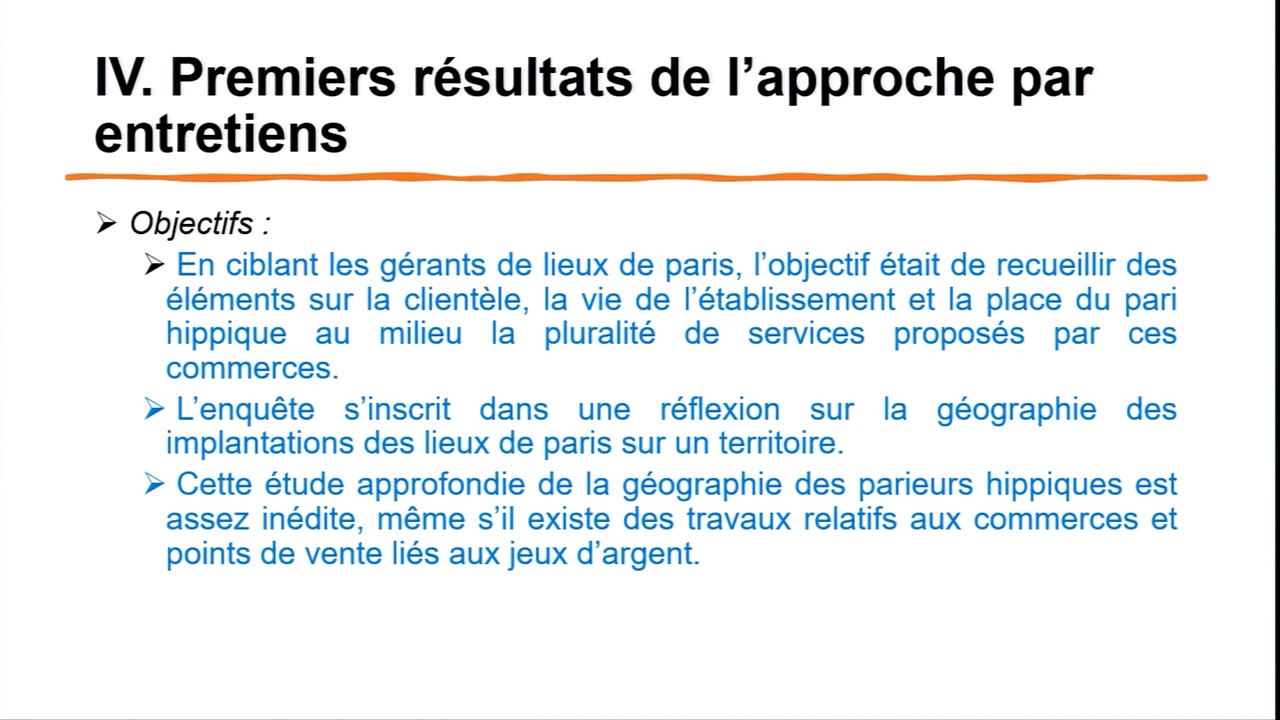 IV. Premiers résultats de l’approche par
entretiens
Objectifs :
En ciblant les gérants de lieux de paris, l’objectif était de recueillir des
éléments sur la clientèle, la vie de l’établissement et la place du pari
hippique au milieu la pluralité de services proposés par ces
commerces.
L’enquête s’inscrit dans une réflexion sur la géographie des
implantations des lieux de paris sur un territoire.
Cette étude approfondie de la géographie des parieurs hippiques est
assez inédite, même s’il existe des travaux relatifs aux commerces et
points de vente liés aux jeux d’argent.